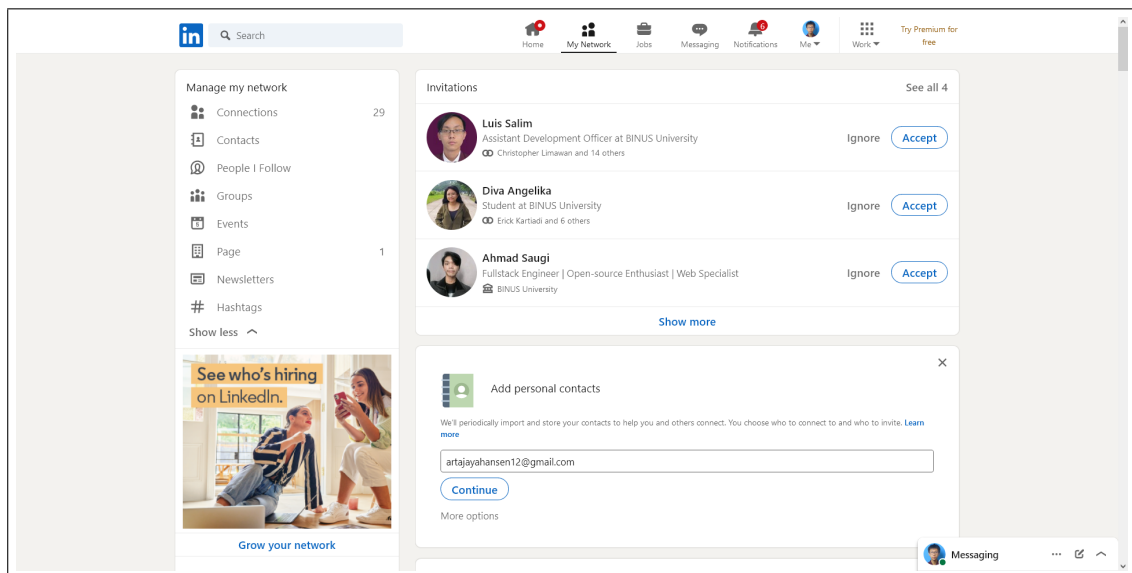 in
Search
Home
My Network
Jobs
Messaging
6
Notifications
Me
Work
Try Premium for
free
Manage my network
Connections 29
Contacts
People I Follow
Groups
Events
Page 1
Newsletters
Hashtags
Show less
See who's hiring
on LinkedIn.
Grow your network
Invitations See all 4
Luis Salim
Assistant Development Officer at BINUS University
Christopher Limawan and 14 others
Ignore Accept
Diva Angelika
Student at BINUS University
Erick Kartiadi and 6 others
Ignore Accept
Ahmad Saugi
Fullstack Engineer | Open-source Enthusiast | Web Specialist
BINUS University
Ignore Accept
Show more
Add personal contacts
We'll periodically import and store your contacts to help you and others connect. You choose who to connect to and who to invite. Learn
more
artajayahansen12@gmail.com
Continue
More options
Messaging